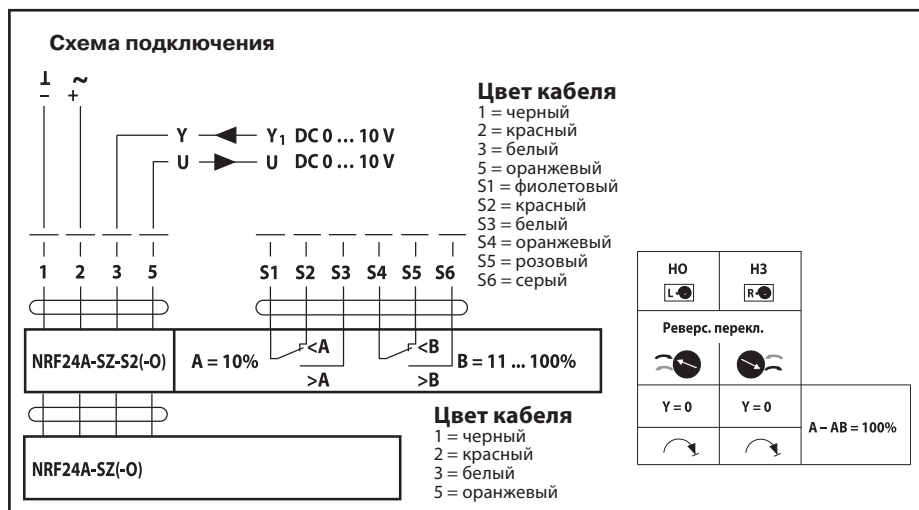 Схема подключения
⊥ ~
– +
Y Y₁ DC 0 ... 10 V
U U DC 0 ... 10 V
Цвет кабеля
1 = черный
2 = красный
3 = белый
5 = оранжевый
S1 = фиолетовый
S2 = красный
S3 = белый
S4 = оранжевый
S5 = розовый
S6 = серый
1 2 3 5 S1 S2 S3 S4 S5 S6
NRF24A-SZ-S2(-O)
A = 10%
<A
>A
<B
>B
B = 11 ... 100%
NRF24A-SZ(-O)
Цвет кабеля
1 = черный
2 = красный
3 = белый
5 = оранжевый
НО НЗ
L R
Реверс. перекл.
Y = 0 Y = 0
A – AB = 100%